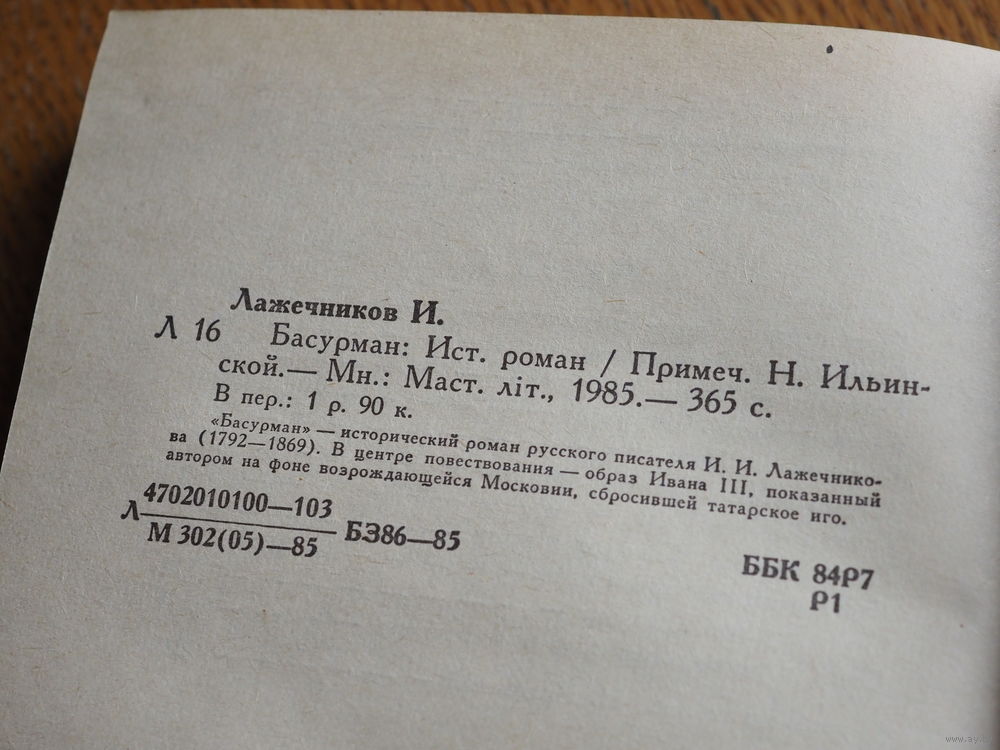 Лажечников И.
Л 16 Басурман: Ист. роман / Примеч. Н. Ильин-
ской.— Мн.: Маст. літ., 1985.— 365 с.
В пер.: 1 р. 90 к.
«Басурман» — исторический роман русского писателя И. И. Лажечнико-
ва (1792—1869). В центре повествования — образ Ивана III, показанный
автором на фоне возрождающейся Московии, сбросившей татарское иго.
4702010100—103
Л
М 302(05)—85
БЗ86—85
ББК 84Р7
Р1